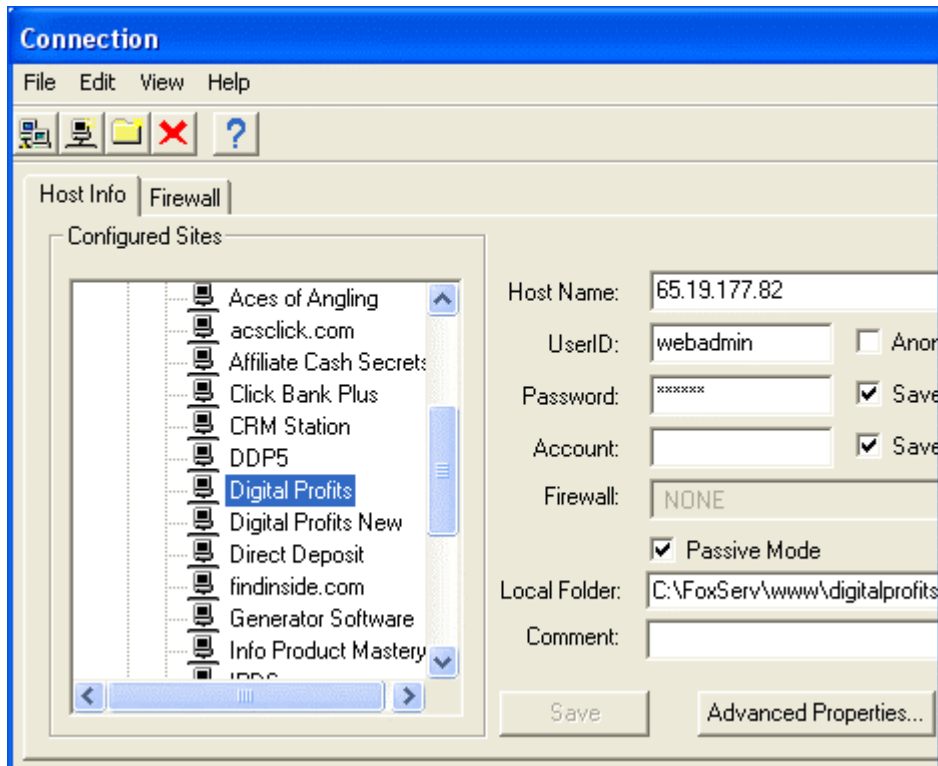 Connection
File Edit View Help
?
Host Info Firewall
Configured Sites
Aces of Angling
acsclick.com
Affiliate Cash Secrets
Click Bank Plus
CRM Station
DDP5
Digital Profits
Digital Profits New
Direct Deposit
findinside.com
Generator Software
Info Product Mastery
Host Name: 65.19.177.82
UserID: webadmin Anon
Password: ****** Save
Account: Save
Firewall: NONE
Passive Mode
Local Folder: C:\FoxServ\www\digitalprofits
Comment:
Save Advanced Properties...